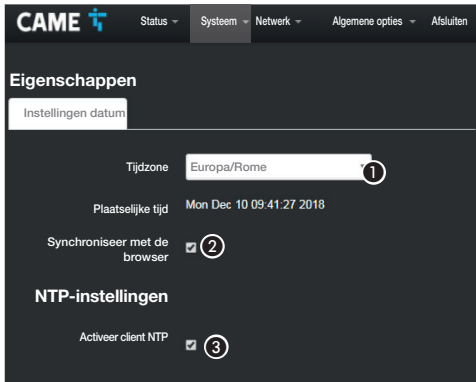 CAME Status Systeem Netwerk Algemene opties Afsluiten
Eigenschappen
Instellingen datum
Tijdzone Europa/Rome 1
Plaatselijke tijd Mon Dec 10 09:41:27 2018
Synchroniseer met de
browser 2
NTP-instellingen
Activeer client NTP 3